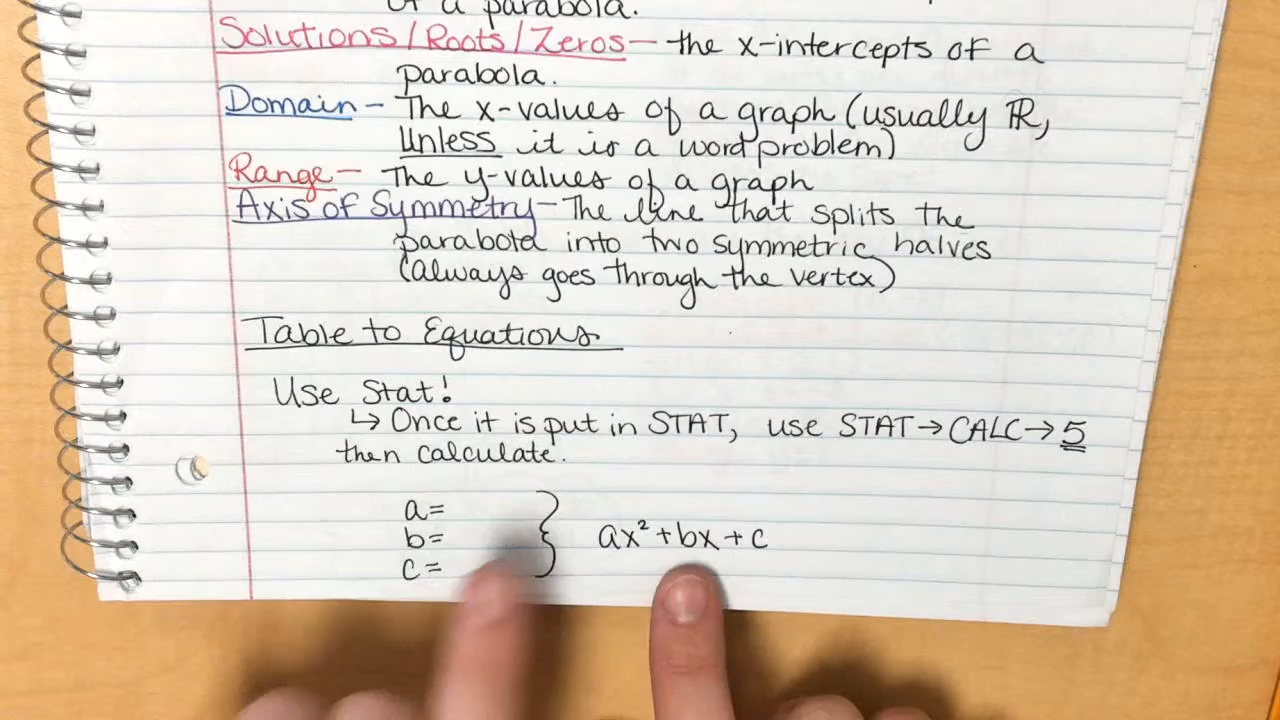 of a parabola.
Solutions/Roots/Zeros— the x-intercepts of a
parabola.
Domain- The x-values of a graph (usually ℝ,
unless it is a word problem)
Range— The y-values of a graph
Axis of Symmetry—The line that splits the
parabola into two symmetric halves
(always goes through the vertex)
Table to Equations
Use Stat!
↳ Once it is put in STAT, use STAT→CALC→5
then calculate.
a=
b= } ax²+bx+c
c=